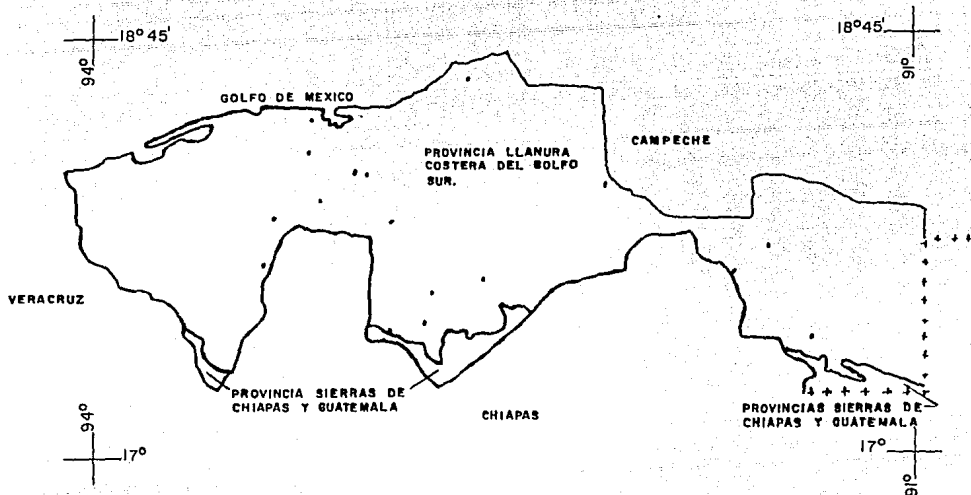 18°45'
18°45'
94°
91°
GOLFO DE MEXICO
CAMPECHE
PROVINCIA LLANURA
COSTERA DEL GOLFO
SUR.
VERACRUZ
PROVINCIA SIERRAS DE
CHIAPAS Y GUATEMALA
CHIAPAS
PROVINCIAS SIERRAS DE
CHIAPAS Y GUATEMALA
94°
17°
17°
91°